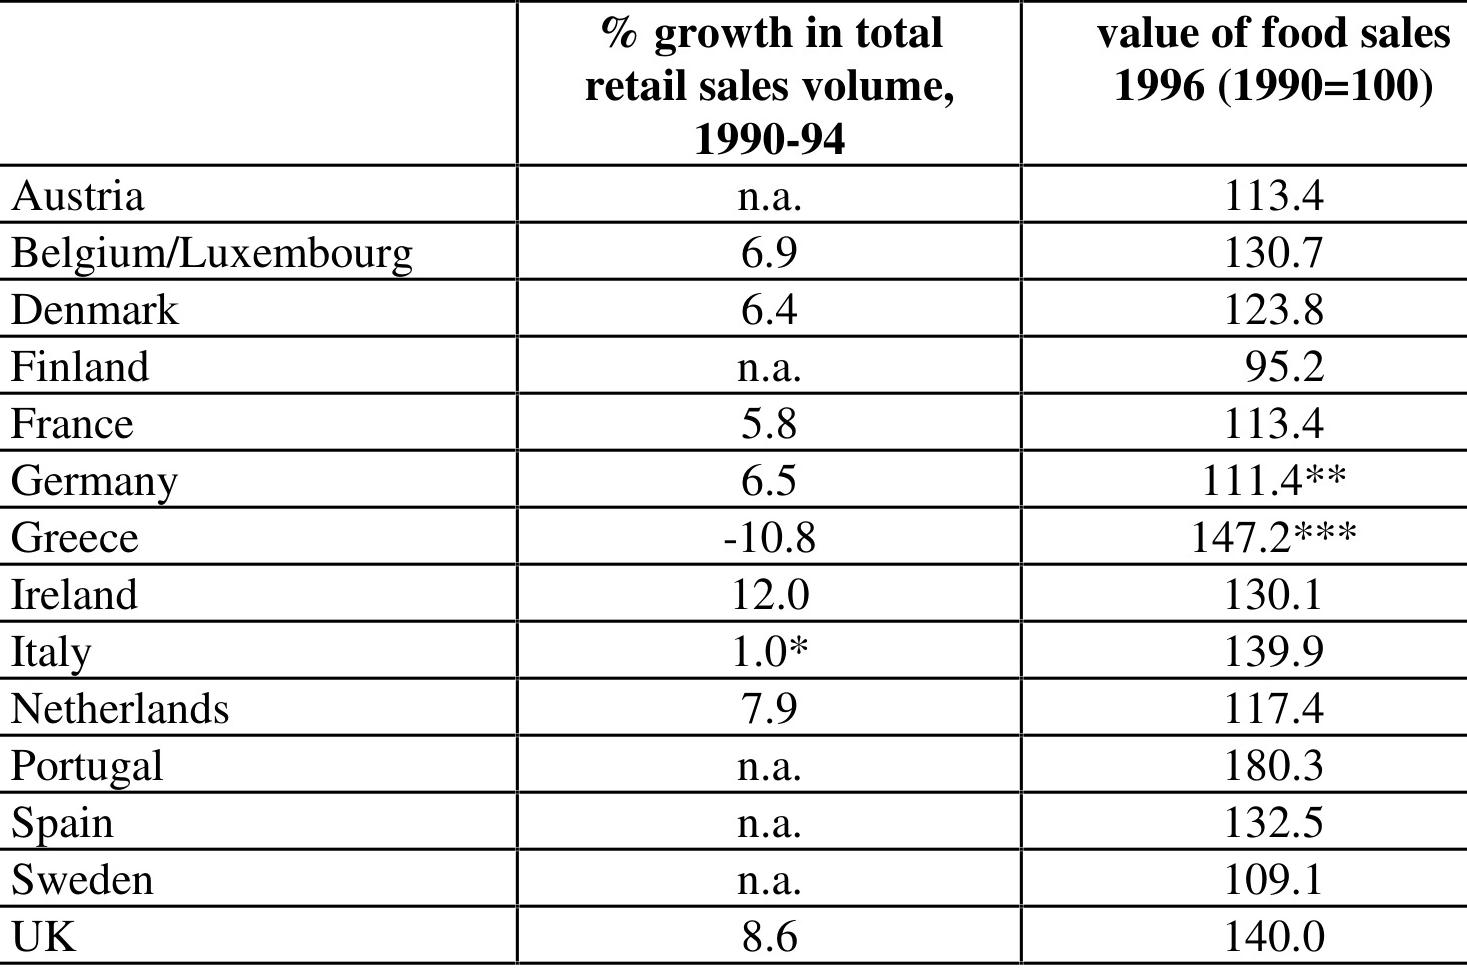 % growth in total retail sales volume, 1990-94 value of food sales 1996 (1990=100)
Austria n.a. 113.4
Belgium/Luxembourg 6.9 130.7
Denmark 6.4 123.8
Finland n.a. 95.2
France 5.8 113.4
Germany 6.5 111.4**
Greece -10.8 147.2***
Ireland 12.0 130.1
Italy 1.0* 139.9
Netherlands 7.9 117.4
Portugal n.a. 180.3
Spain n.a. 132.5
Sweden n.a. 109.1
UK 8.6 140.0